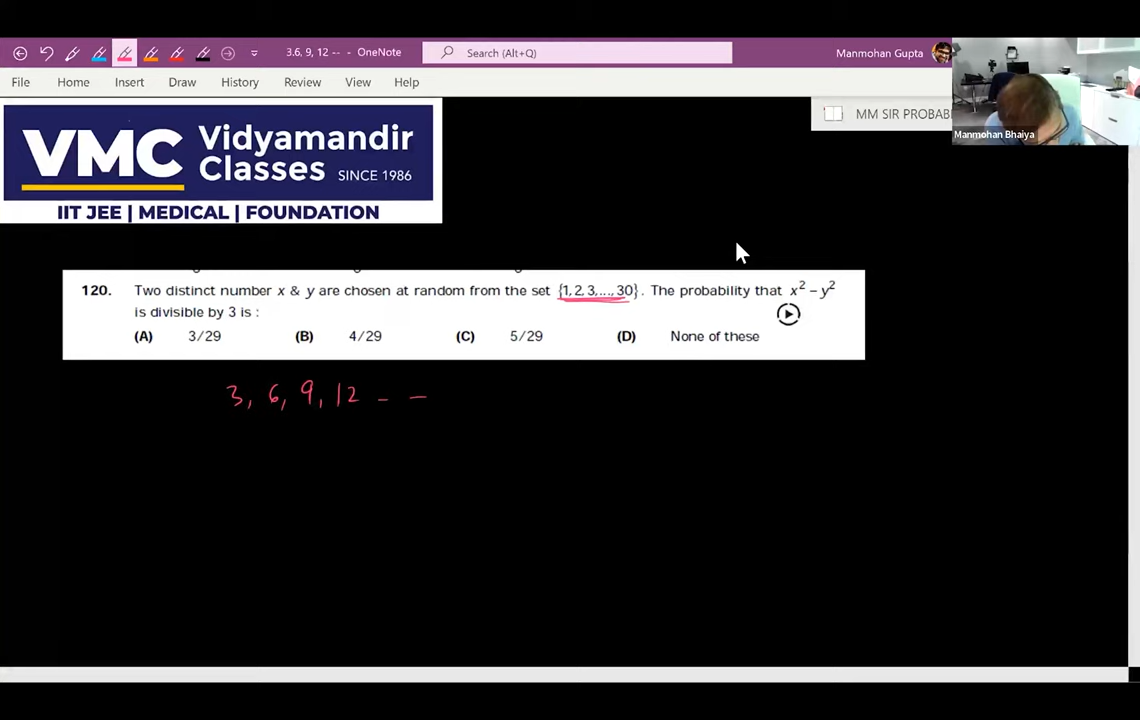 3.6, 9, 12 -- - OneNote
Search (Alt+Q)
Manmohan Gupta
File Home Insert Draw History Review View Help
VMC Vidyamandir Classes SINCE 1986
IIT JEE | MEDICAL | FOUNDATION
MM SIR PROBAB
Manmohan Bhaiya
120. Two distinct number x & y are chosen at random from the set {1, 2, 3,..., 30} . The probability that x² – y²
is divisible by 3 is :
(A) 3/29 (B) 4/29 (C) 5/29 (D) None of these
3, 6, 9, 12 - -